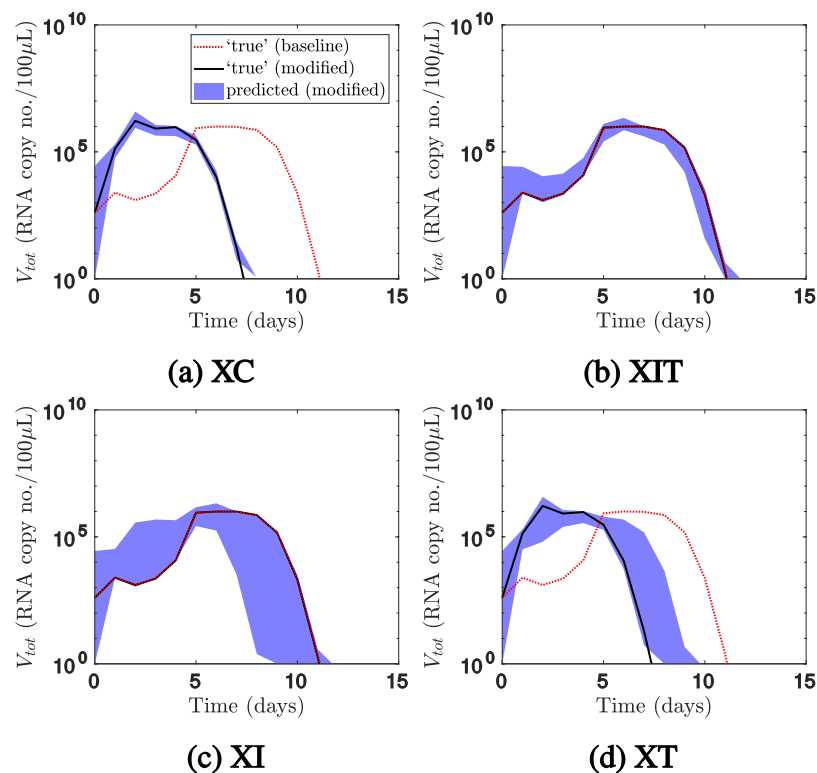 10^10
10^5
10^0
V_tot (RNA copy no./100μL)
'true' (baseline)
'true' (modified)
predicted (modified)
0 5 10 15
Time (days)
(a) XC
10^10
10^5
10^0
V_tot (RNA copy no./100μL)
0 5 10 15
Time (days)
(b) XIT
10^10
10^5
10^0
V_tot (RNA copy no./100μL)
0 5 10 15
Time (days)
(c) XI
10^10
10^5
10^0
V_tot (RNA copy no./100μL)
0 5 10 15
Time (days)
(d) XT